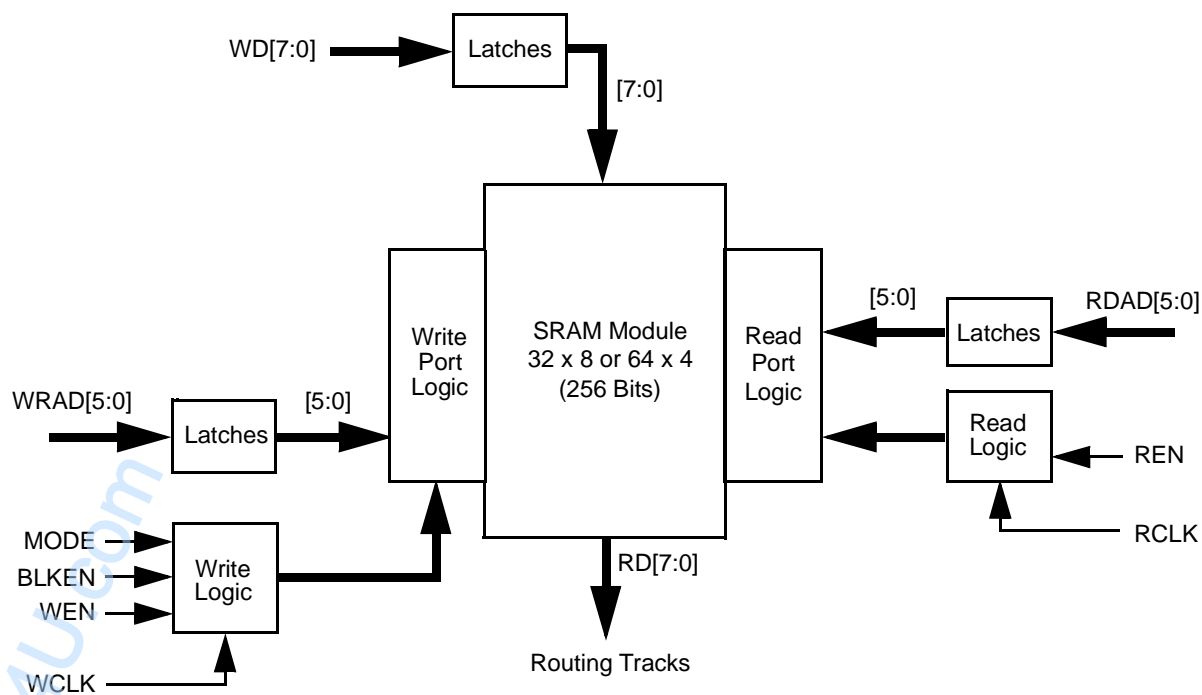 WD[7:0]
Latches
[7:0]
SRAM Module
32 x 8 or 64 x 4
(256 Bits)
Write
Port
Logic
Read
Port
Logic
[5:0]
RDAD[5:0]
Latches
WRAD[5:0]
[5:0]
Latches
Read
Logic
REN
RCLK
MODE
BLKEN
WEN
Write
Logic
WCLK
RD[7:0]
Routing Tracks
4U.com